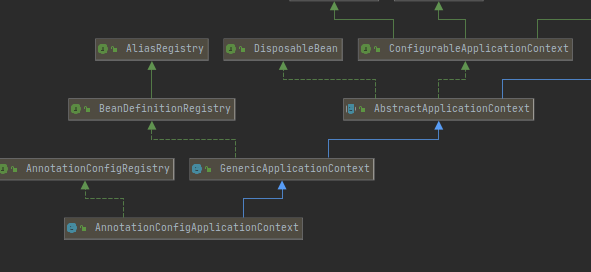 AliasRegistry
DisposableBean
ConfigurableApplicationContext
BeanDefinitionRegistry
AbstractApplicationContext
AnnotationConfigRegistry
GenericApplicationContext
AnnotationConfigApplicationContext